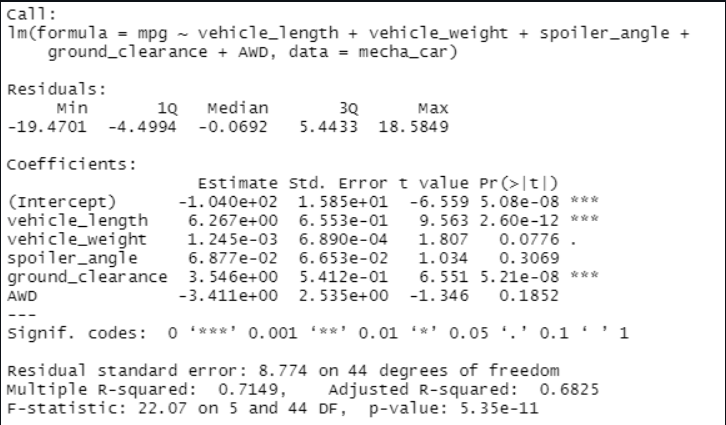 Call:
lm(formula = mpg ~ vehicle_length + vehicle_weight + spoiler_angle +
    ground_clearance + AWD, data = mecha_car)

Residuals:
     Min       1Q   Median       3Q      Max
-19.4701  -4.4994  -0.0692   5.4433  18.5849

Coefficients:
                   Estimate Std. Error t value Pr(>|t|)
(Intercept)      -1.040e+02  1.585e+01  -6.559 5.08e-08 ***
vehicle_length    6.267e+00  6.553e-01   9.563 2.60e-12 ***
vehicle_weight    1.245e-03  6.890e-04   1.807   0.0776 .
spoiler_angle     6.877e-02  6.653e-02   1.034   0.3069
ground_clearance  3.546e+00  5.412e-01   6.551 5.21e-08 ***
AWD              -3.411e+00  2.535e+00  -1.346   0.1852
---
Signif. codes:  0 ‘***’ 0.001 ‘**’ 0.01 ‘*’ 0.05 ‘.’ 0.1 ‘ ’ 1

Residual standard error: 8.774 on 44 degrees of freedom
Multiple R-squared:  0.7149,    Adjusted R-squared:  0.6825
F-statistic: 22.07 on 5 and 44 DF,  p-value: 5.35e-11